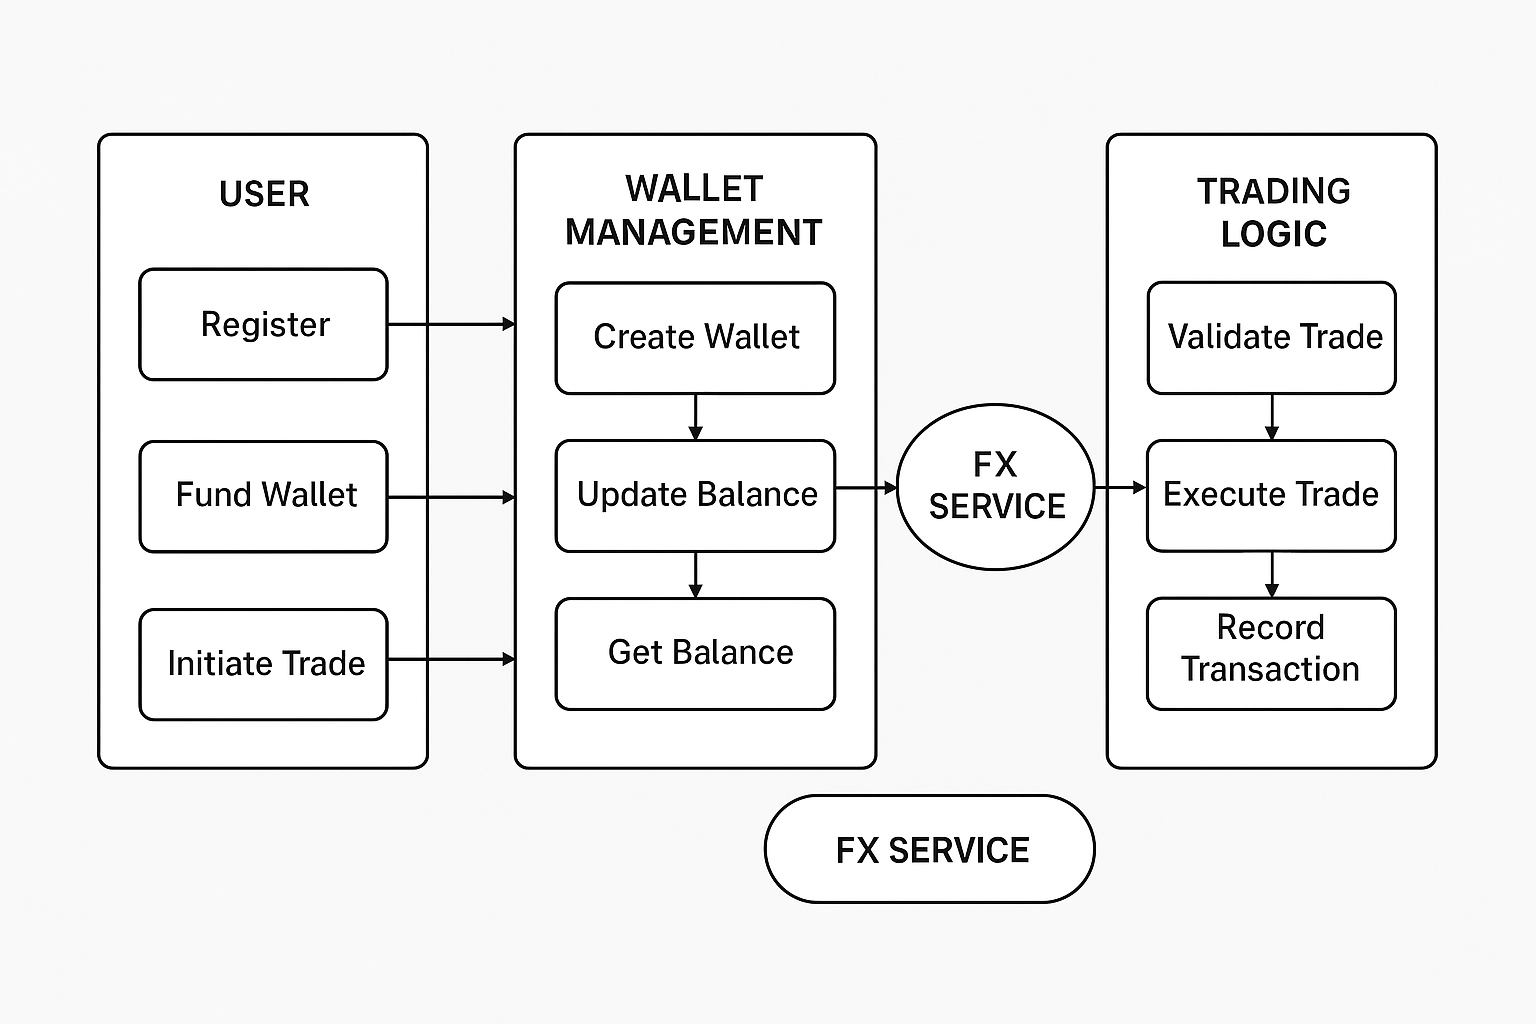 USER
Register
Fund Wallet
Initiate Trade
WALLET
MANAGEMENT
Create Wallet
Update Balance
Get Balance
FX
SERVICE
TRADING
LOGIC
Validate Trade
Execute Trade
Record
Transaction
FX SERVICE